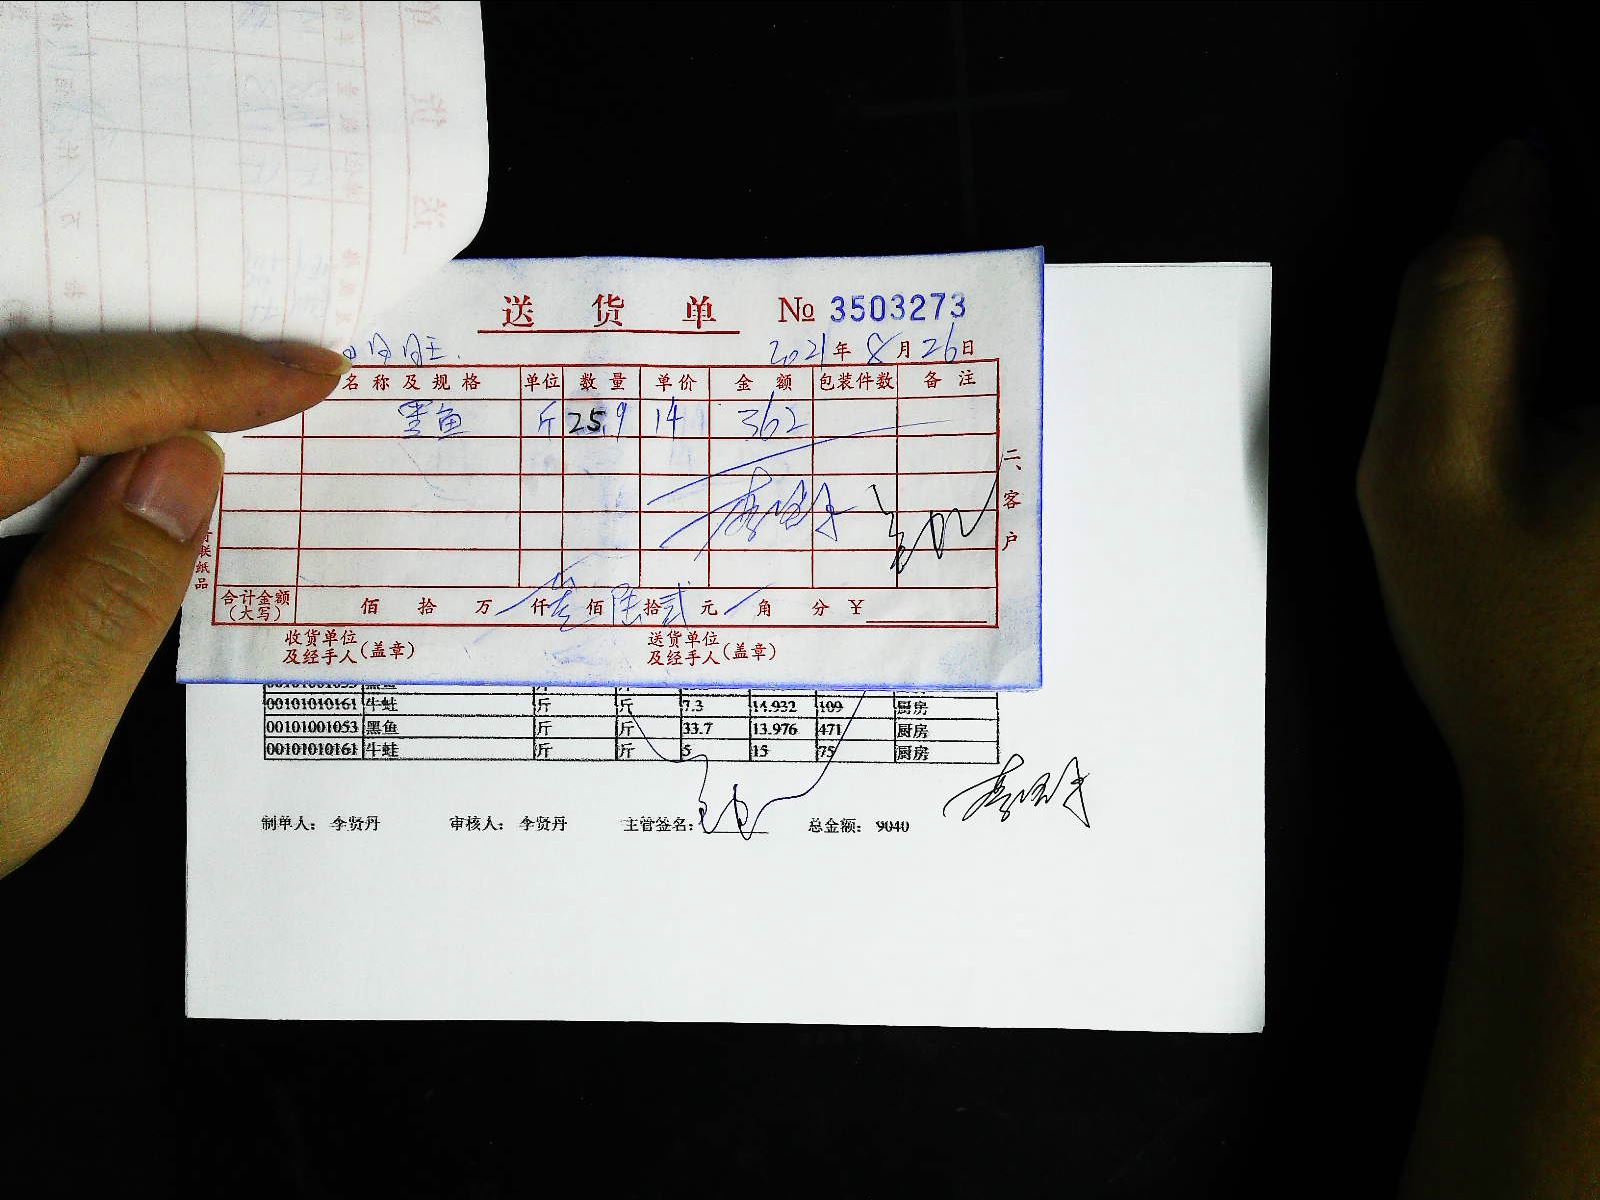 送 货 单 № 3503273
日日旺. 2021年 8月 26日
名称及规格 单位 数量 单价 金额 包装件数 备注
黑鱼 斤 25.9 14 362
二、客户
联纸品
合计金额(大写) 佰 拾 万 仟 叁 佰 陆 拾 贰 元 角 分 ¥
收货单位及经手人(盖章) 送货单位及经手人(盖章)
00101010161 牛蛙 斤 斤 7.3 14.932 109 厨房
00101001053 黑鱼 斤 斤 33.7 13.976 471 厨房
00101010161 牛蛙 斤 斤 5 15 75 厨房
制单人: 李贤丹 审核人: 李贤丹 主管签名: 总金额: 9040